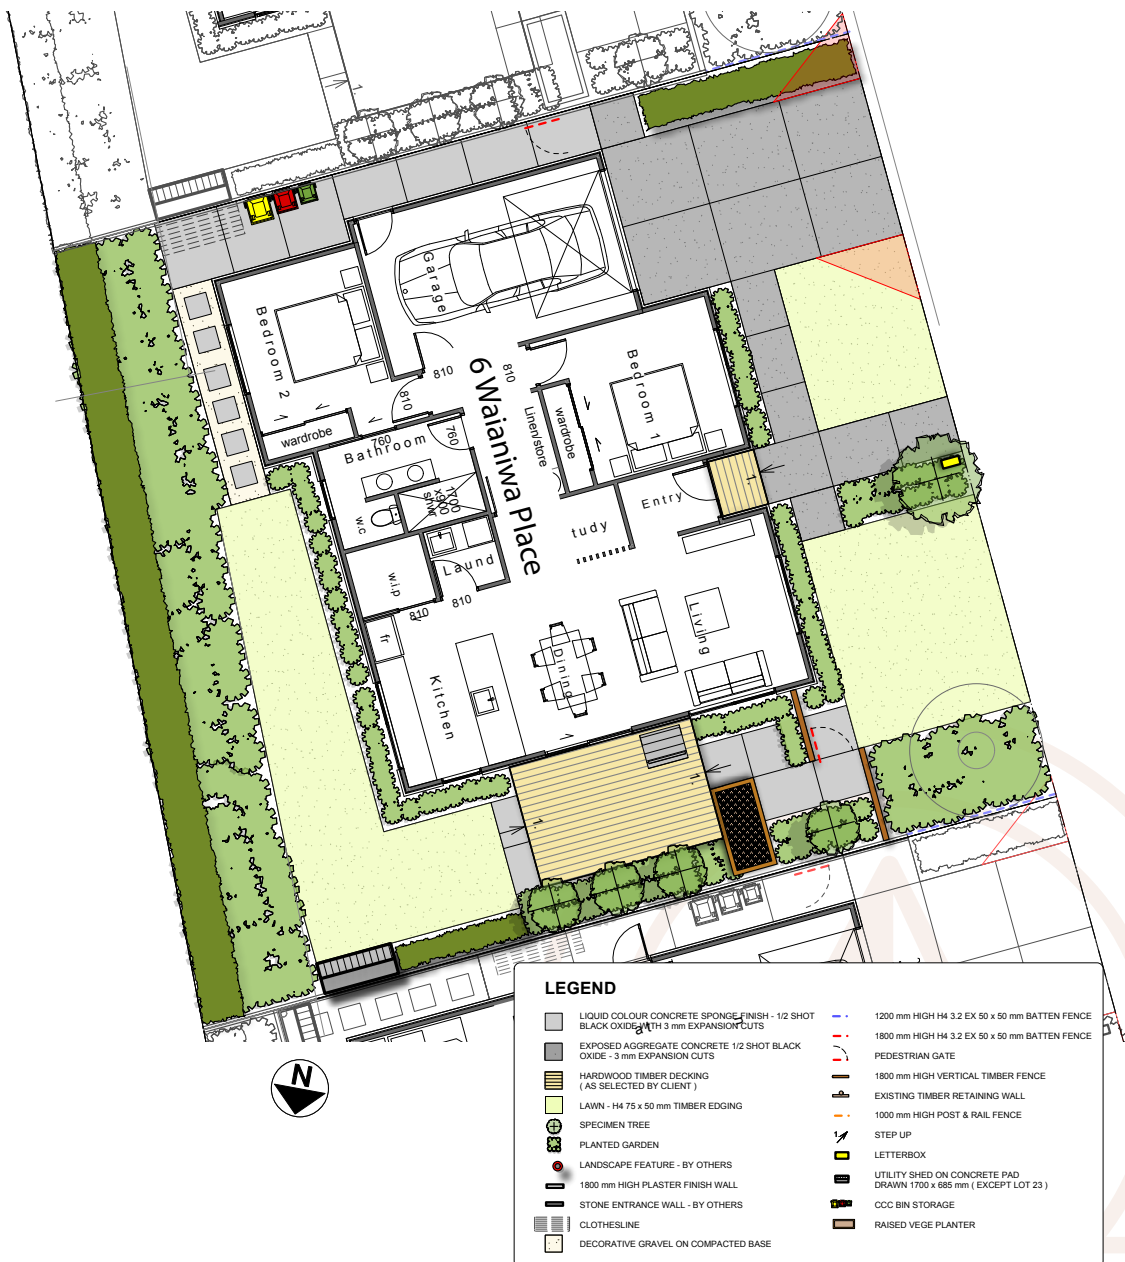 Garage
Bedroom 2
810
810
810
6 Waianiwa Place
Bedroom 1
wardrobe
Linen/store
wardrobe
760
Bathroom
760
1700
x900
shwr
w.c
Entry
1.
tudy
Laund
w.i.p
810
810
fr
Kitchen
Dining
Living
1.
1.
1
N
LEGEND
LIQUID COLOUR CONCRETE SPONGE FINISH - 1/2 SHOT
BLACK OXIDE WITH 3 mm EXPANSION CUTS
EXPOSED AGGREGATE CONCRETE 1/2 SHOT BLACK
OXIDE - 3 mm EXPANSION CUTS
HARDWOOD TIMBER DECKING
( AS SELECTED BY CLIENT )
LAWN - H4 75 x 50 mm TIMBER EDGING
SPECIMEN TREE
PLANTED GARDEN
LANDSCAPE FEATURE - BY OTHERS
1800 mm HIGH PLASTER FINISH WALL
STONE ENTRANCE WALL - BY OTHERS
CLOTHESLINE
DECORATIVE GRAVEL ON COMPACTED BASE
1200 mm HIGH H4 3.2 EX 50 x 50 mm BATTEN FENCE
1800 mm HIGH H4 3.2 EX 50 x 50 mm BATTEN FENCE
PEDESTRIAN GATE
1800 mm HIGH VERTICAL TIMBER FENCE
EXISTING TIMBER RETAINING WALL
1000 mm HIGH POST & RAIL FENCE
1. STEP UP
LETTERBOX
UTILITY SHED ON CONCRETE PAD
DRAWN 1700 x 685 mm ( EXCEPT LOT 23 )
CCC BIN STORAGE
RAISED VEGE PLANTER